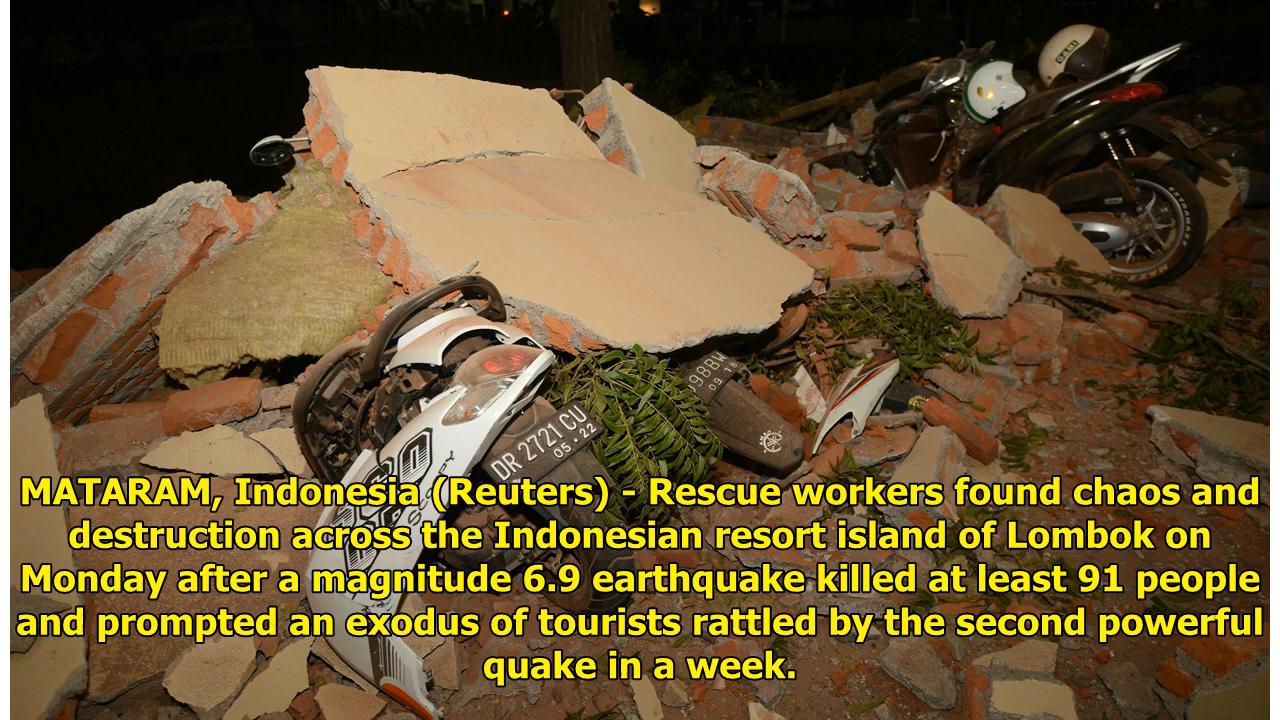 DR 2721 CU
05 · 22
09 · 18
MATARAM, Indonesia (Reuters) - Rescue workers found chaos and
destruction across the Indonesian resort island of Lombok on
Monday after a magnitude 6.9 earthquake killed at least 91 people
and prompted an exodus of tourists rattled by the second powerful
quake in a week.